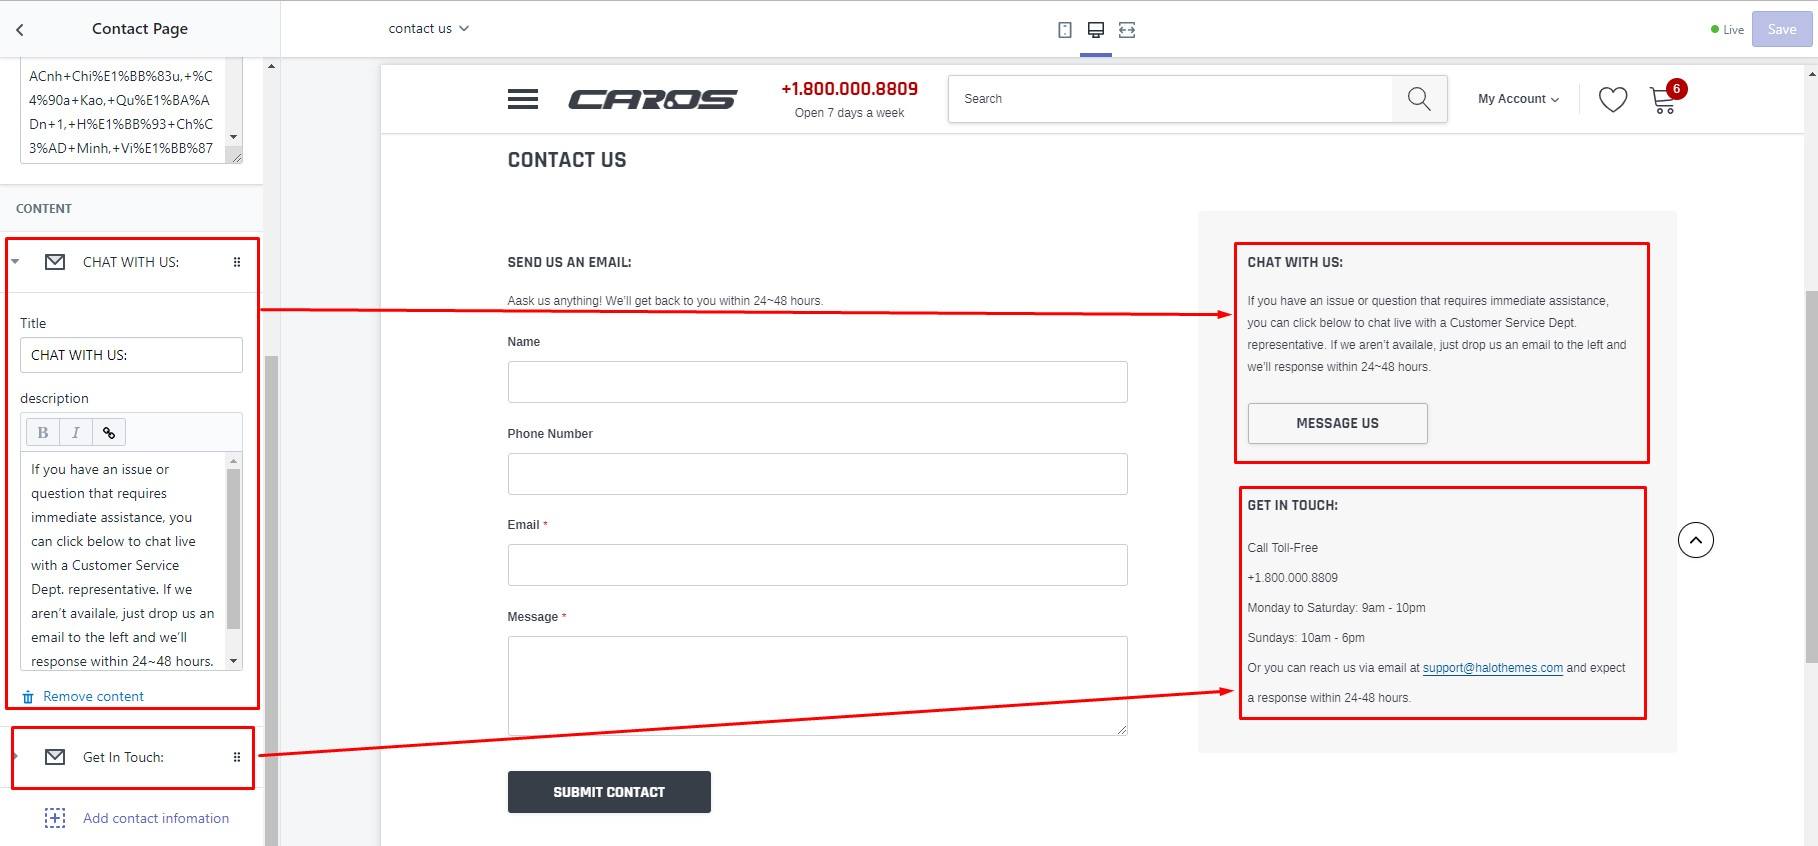 Contact Page
contact us
Live
Save
ACnh+Chi%E1%BB%83u,+%C
4%90a+Kao,+Qu%E1%BA%A
Dn+1,+H%E1%BB%93+Ch%C
3%AD+Minh,+Vi%E1%BB%87
CONTENT
CHAT WITH US:
Title
CHAT WITH US:
description
B I
If you have an issue or
question that requires
immediate assistance, you
can click below to chat live
with a Customer Service
Dept. representative. If we
aren't availale, just drop us an
email to the left and we'll
response within 24~48 hours.
Remove content
Get In Touch:
Add contact infomation
CAROS
+1.800.000.8809
Open 7 days a week
Search
My Account
6
CONTACT US
SEND US AN EMAIL:
Aask us anything! We'll get back to you within 24~48 hours.
Name
Phone Number
Email *
Message *
SUBMIT CONTACT
CHAT WITH US:
If you have an issue or question that requires immediate assistance,
you can click below to chat live with a Customer Service Dept.
representative. If we aren't availale, just drop us an email to the left and
we'll response within 24~48 hours.
MESSAGE US
GET IN TOUCH:
Call Toll-Free
+1.800.000.8809
Monday to Saturday: 9am - 10pm
Sundays: 10am - 6pm
Or you can reach us via email at support@halothemes.com and expect
a response within 24-48 hours.